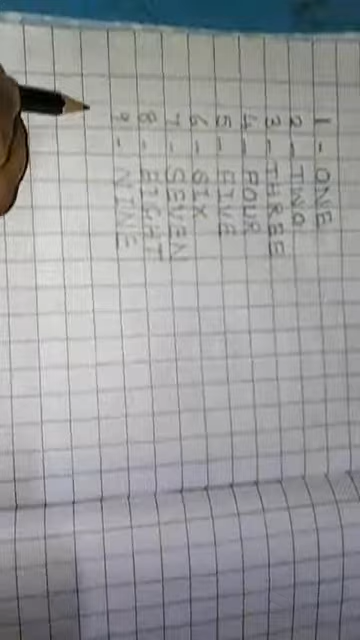 1 - ONE
2 - TWO
3 - THREE
4 - FOUR
5 - FIVE
6 - SIX
7 - SEVEN
8 - EIGHT
9 - NINE